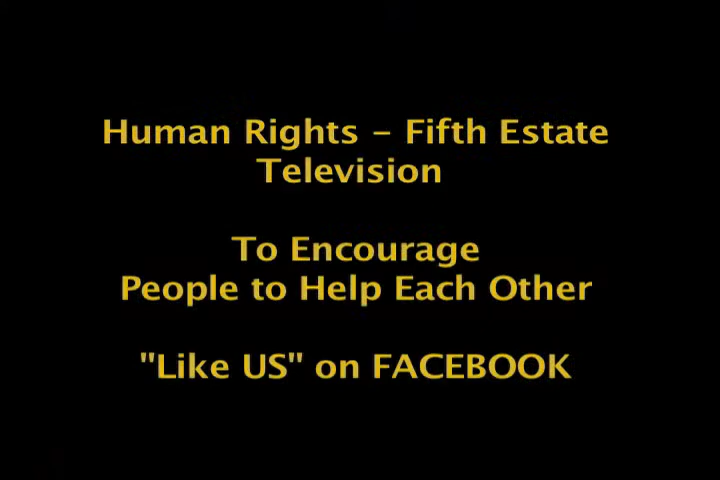 Human Rights – Fifth Estate
Television
To Encourage
People to Help Each Other
"Like US" on FACEBOOK